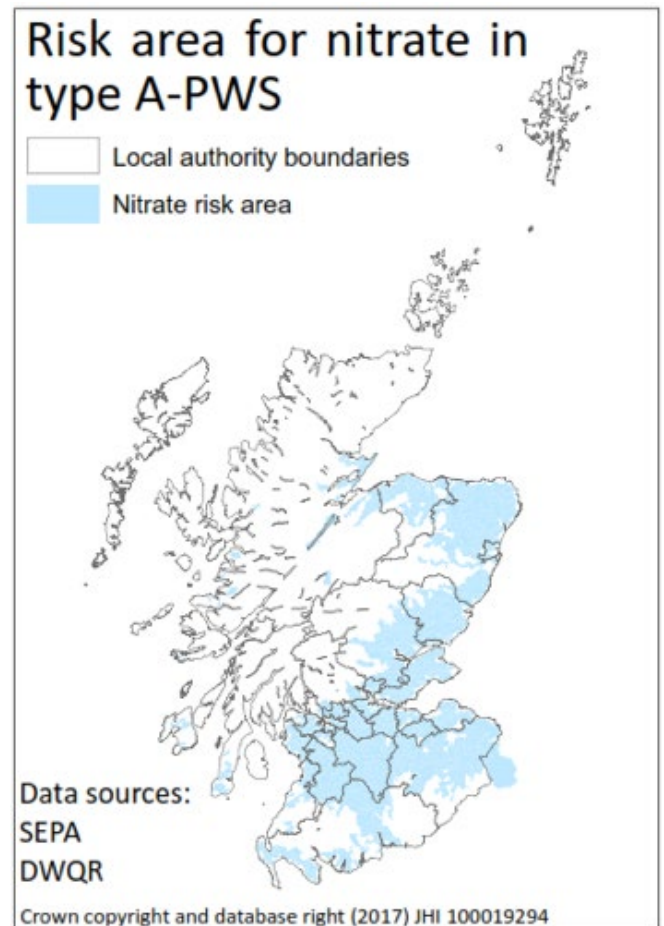 Risk area for nitrate in
type A-PWS
Local authority boundaries
Nitrate risk area
Data sources:
SEPA
DWQR
Crown copyright and database right (2017) JHI 100019294